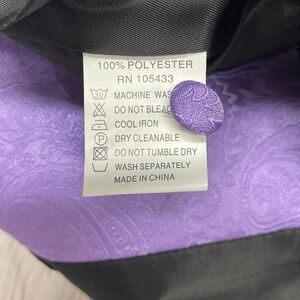 100% POLYESTER
RN 105433
MACHINE WAS
DO NOT BLEAC
COOL IRON
DRY CLEANABLE
DO NOT TUMBLE DRY
WASH SEPARATELY
MADE IN CHINA